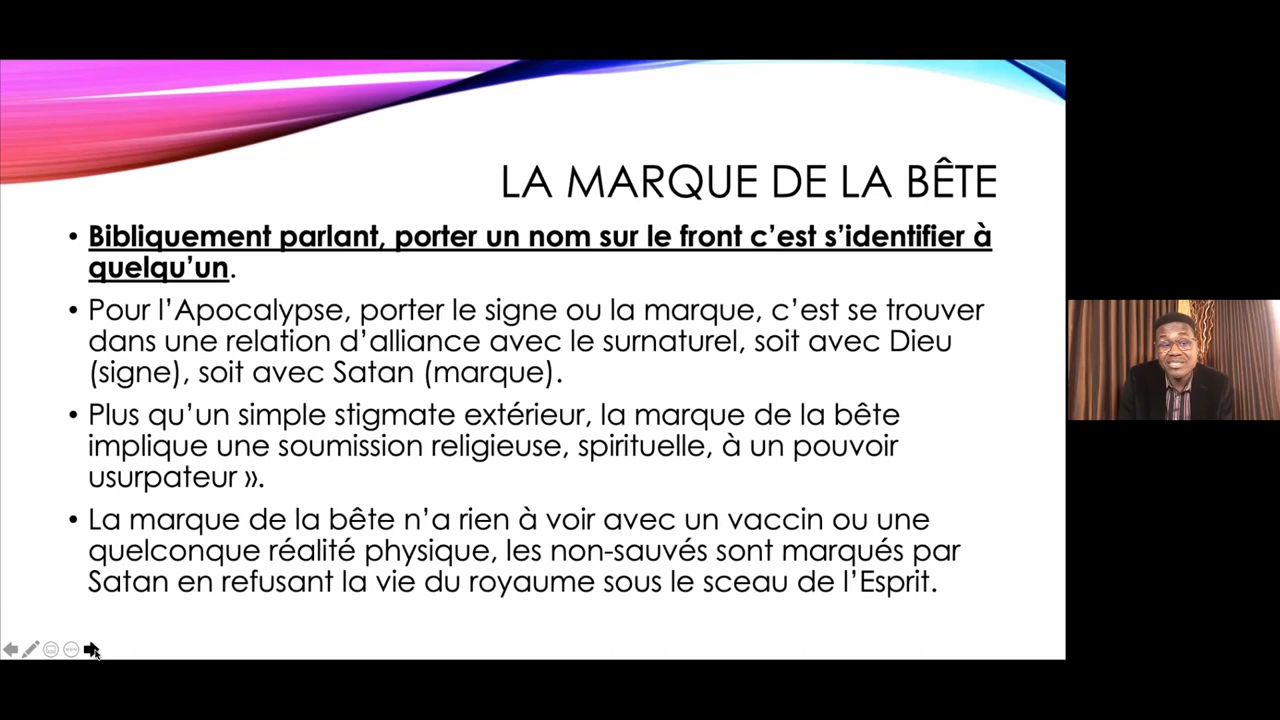 LA MARQUE DE LA BÊTE
• Bibliquement parlant, porter un nom sur le front c’est s’identifier à
quelqu’un.
• Pour l’Apocalypse, porter le signe ou la marque, c’est se trouver
dans une relation d’alliance avec le surnaturel, soit avec Dieu
(signe), soit avec Satan (marque).
• Plus qu’un simple stigmate extérieur, la marque de la bête
implique une soumission religieuse, spirituelle, à un pouvoir
usurpateur ».
• La marque de la bête n’a rien à voir avec un vaccin ou une
quelconque réalité physique, les non-sauvés sont marqués par
Satan en refusant la vie du royaume sous le sceau de l’Esprit.